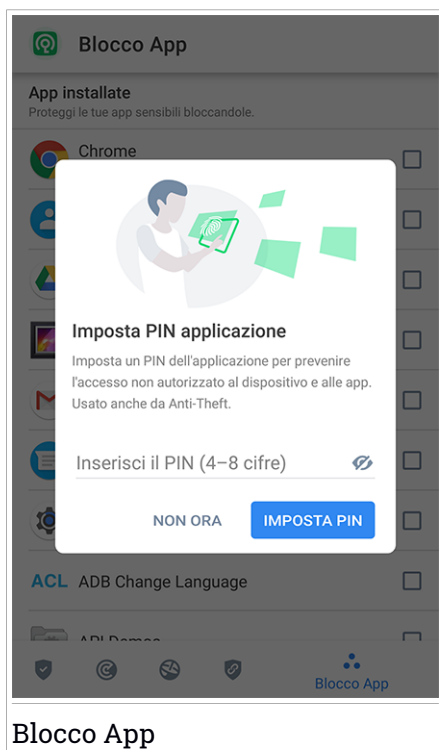 Blocco App
App installate
Proteggi le tue app sensibili bloccandole.
Chrome
Imposta PIN applicazione
Imposta un PIN dell'applicazione per prevenire
l'accesso non autorizzato al dispositivo e alle app.
Usato anche da Anti-Theft.
Inserisci il PIN (4–8 cifre)
NON ORA
IMPOSTA PIN
ACL ADB Change Language
API Demos
Blocco App
Blocco App